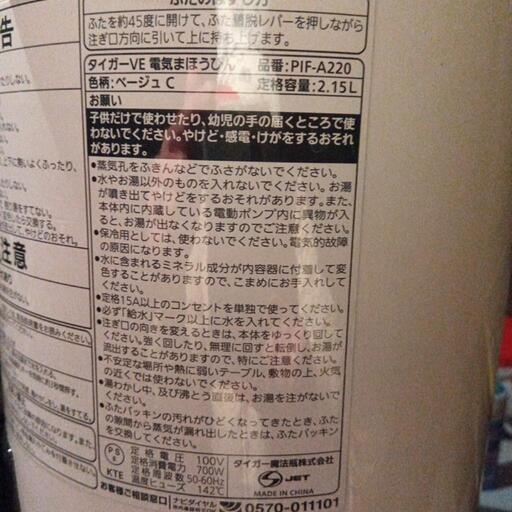 告
ふたを約45度に開けて、ふた着脱レバーを押しながら
注ぎ口方向に引いて上に持ち上げます。
タイガーVE 電気まほうびん 品番:PIF-A220
色柄:ベージュ C 定格容量:2.15L
お願い
子供だけで使わせたり、幼児の手の届くところで使
わないでください。やけど・感電・けがをするおそれ
があります。
●蒸気孔をふきんなどでふさがないでください。
●水やお湯以外のものを入れないでください。お湯
が噴き出てやけどをするおそれがあります。また、
本体内に内蔵している電動ポンプ内に異物が入
ると、お湯が出なくなりますのでご注意ください。
●保冷用としては、使わないでください。電気的故障
の原因になります。
●水に含まれるミネラル成分が内容器に付着して変
色することがありますので、こまめにお手入れして
ください。
●定格15A以上のコンセントを単独で使ってください。
●必ず「給水」マーク以上に水を入れてください。
●注ぎ口の向きを変えるときは、本体をゆっくり回して
ください。強く回したり、無理に回すと転倒し、お湯が
流出することがありますので、特にご注意ください。
●不安定な場所や熱に弱いテーブル、敷物の上、火気
の近くでは使わないでください。
●湯わかし中、及び沸とう直後は、お湯を注がないで
ください。
●ふたパッキンの汚れがひどくなってきたとき、ふた
の隙間から蒸気が漏れ出したときは、ふたパッキン
を交換してください。
定格電圧 100V
定格消費電力 700W
定格周波数 50-60Hz
温度ヒューズ 142℃
PSE
KTE
タイガー魔法瓶株式会社
S JET
MADE IN CHINA
お客様ご相談窓口 ナビダイヤル
0570-011101
注意